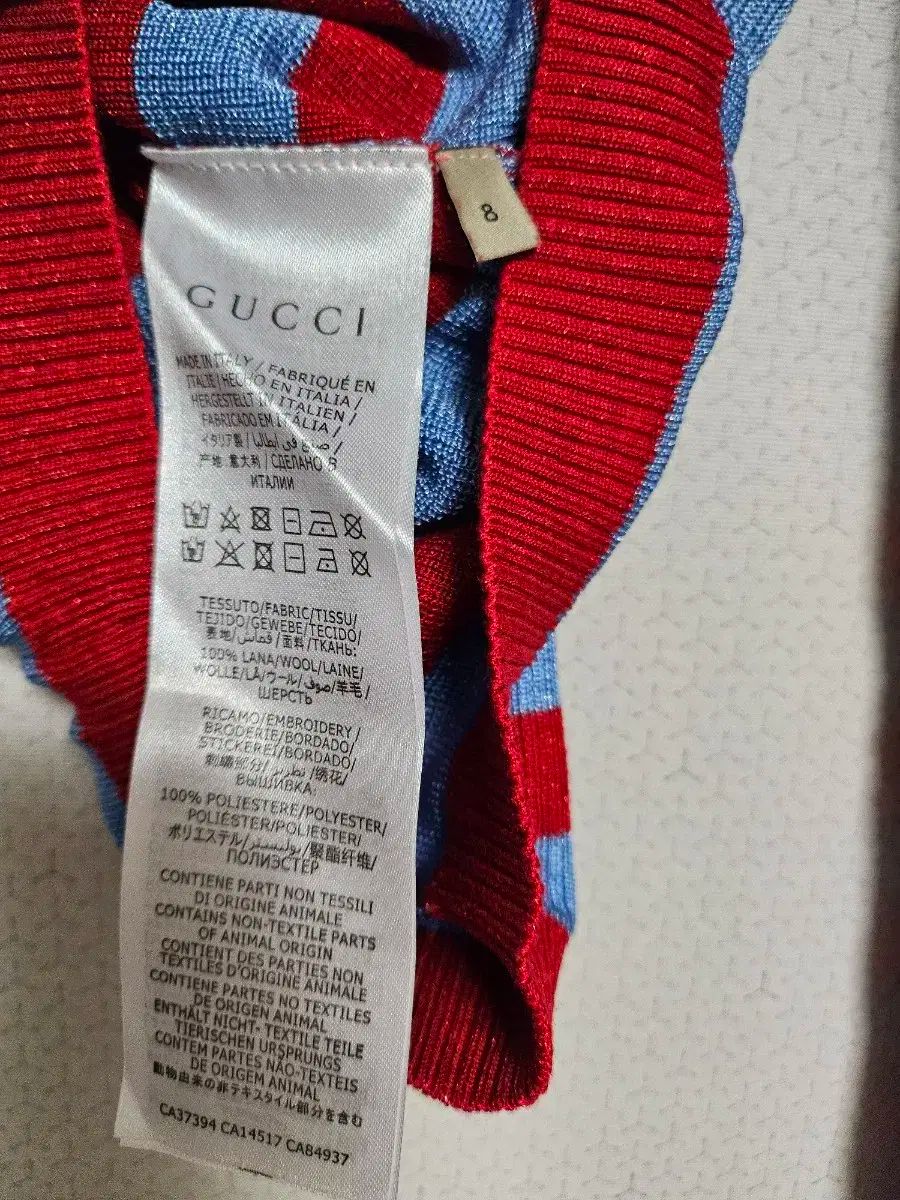 8
GUCCI
MADE IN ITALY / FABRIQUÉ EN
ITALIE / HECHO EN ITALIA /
HERGESTELLT IN ITALIEN /
FABRICADO EM ITÁLIA /
イタリア製 / صنع في إيطاليا /
产地 意大利 / СДЕЛАНО В
ИТАЛИИ
TESSUTO/FABRIC/TISSU/
TEJIDO/GEWEBE/TECIDO/
表地/قماش/面料/ТКАНЬ:
100% LANA/WOOL/LAINE/
WOLLE/LÃ/ウール/صوف/羊毛/
ШЕРСТЬ
RICAMO/EMBROIDERY/
BRODERIE/BORDADO/
STICKEREI/BORDADO/
刺繍部分/تطريز/绣花/
ВЫШИВКА:
100% POLIESTERE/POLYESTER/
POLIÉSTER/POLIESTER/
ポリエステル/بوليستر/聚酯纤维/
ПОЛИЭСТЕР
CONTIENE PARTI NON TESSILI
DI ORIGINE ANIMALE
CONTAINS NON-TEXTILE PARTS
OF ANIMAL ORIGIN
CONTIENT DES PARTIES NON
TEXTILES D'ORIGINE ANIMALE
CONTIENE PARTES NO TEXTILES
DE ORIGEN ANIMAL
ENTHÄLT NICHT- TEXTILE TEILE
TIERISCHEN URSPRUNGS
CONTÉM PARTES NÃO-TEXTEIS
DE ORIGEM ANIMAL
動物由来の非テキスタイル部分を含む
CA37394 CA14517 CA84937